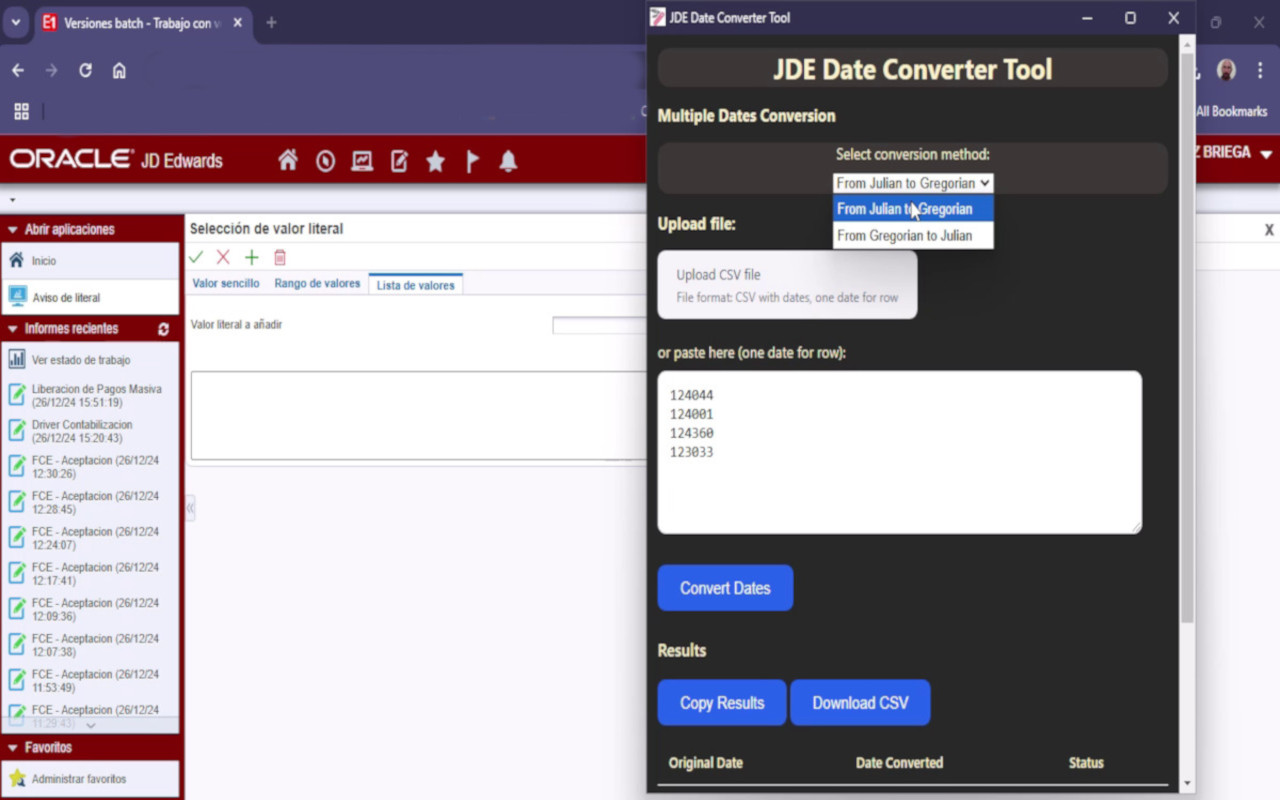 Versiones batch - Trabajo con v
JDE Date Converter Tool
All Bookmarks
ORACLE JD Edwards
Z BRIEGA
Abrir aplicaciones
Inicio
Aviso de literal
Informes recientes
Ver estado de trabajo
Liberacion de Pagos Masiva
(26/12/24 15:51:19)
Driver Contabilizacion
(26/12/24 15:20:43)
FCE - Aceptacion (26/12/24
12:30:26)
FCE - Aceptacion (26/12/24
12:28:45)
FCE - Aceptacion (26/12/24
12:24:07)
FCE - Aceptacion (26/12/24
12:17:41)
FCE - Aceptacion (26/12/24
12:09:36)
FCE - Aceptacion (26/12/24
12:07:38)
FCE - Aceptacion (26/12/24
11:53:49)
FCE - Aceptacion (26/12/24
11:29:43)
Favoritos
Administrar favoritos
Selección de valor literal
Valor sencillo
Rango de valores
Lista de valores
Valor literal a añadir
X
JDE Date Converter Tool
Multiple Dates Conversion
Select conversion method:
From Julian to Gregorian
From Julian to Gregorian
From Gregorian to Julian
Upload file:
Upload CSV file
File format: CSV with dates, one date for row
or paste here (one date for row):
124044
124001
124360
123033
Convert Dates
Results
Copy Results
Download CSV
Original Date
Date Converted
Status